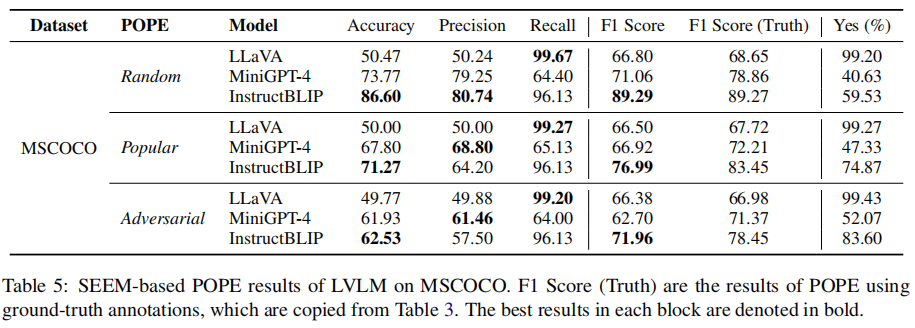 Dataset POPE Model Accuracy Precision Recall F1 Score F1 Score (Truth) Yes (%)
MSCOCO
Random
LLaVA 50.47 50.24 99.67 66.80 68.65 99.20
MiniGPT-4 73.77 79.25 64.40 71.06 78.86 40.63
InstructBLIP 86.60 80.74 96.13 89.29 89.27 59.53
Popular
LLaVA 50.00 50.00 99.27 66.50 67.72 99.27
MiniGPT-4 67.80 68.80 65.13 66.92 72.21 47.33
InstructBLIP 71.27 64.20 96.13 76.99 83.45 74.87
Adversarial
LLaVA 49.77 49.88 99.20 66.38 66.98 99.43
MiniGPT-4 61.93 61.46 64.00 62.70 71.37 52.07
InstructBLIP 62.53 57.50 96.13 71.96 78.45 83.60
Table 5: SEEM-based POPE results of LVLM on MSCOCO. F1 Score (Truth) are the results of POPE using
ground-truth annotations, which are copied from Table 3. The best results in each block are denoted in bold.